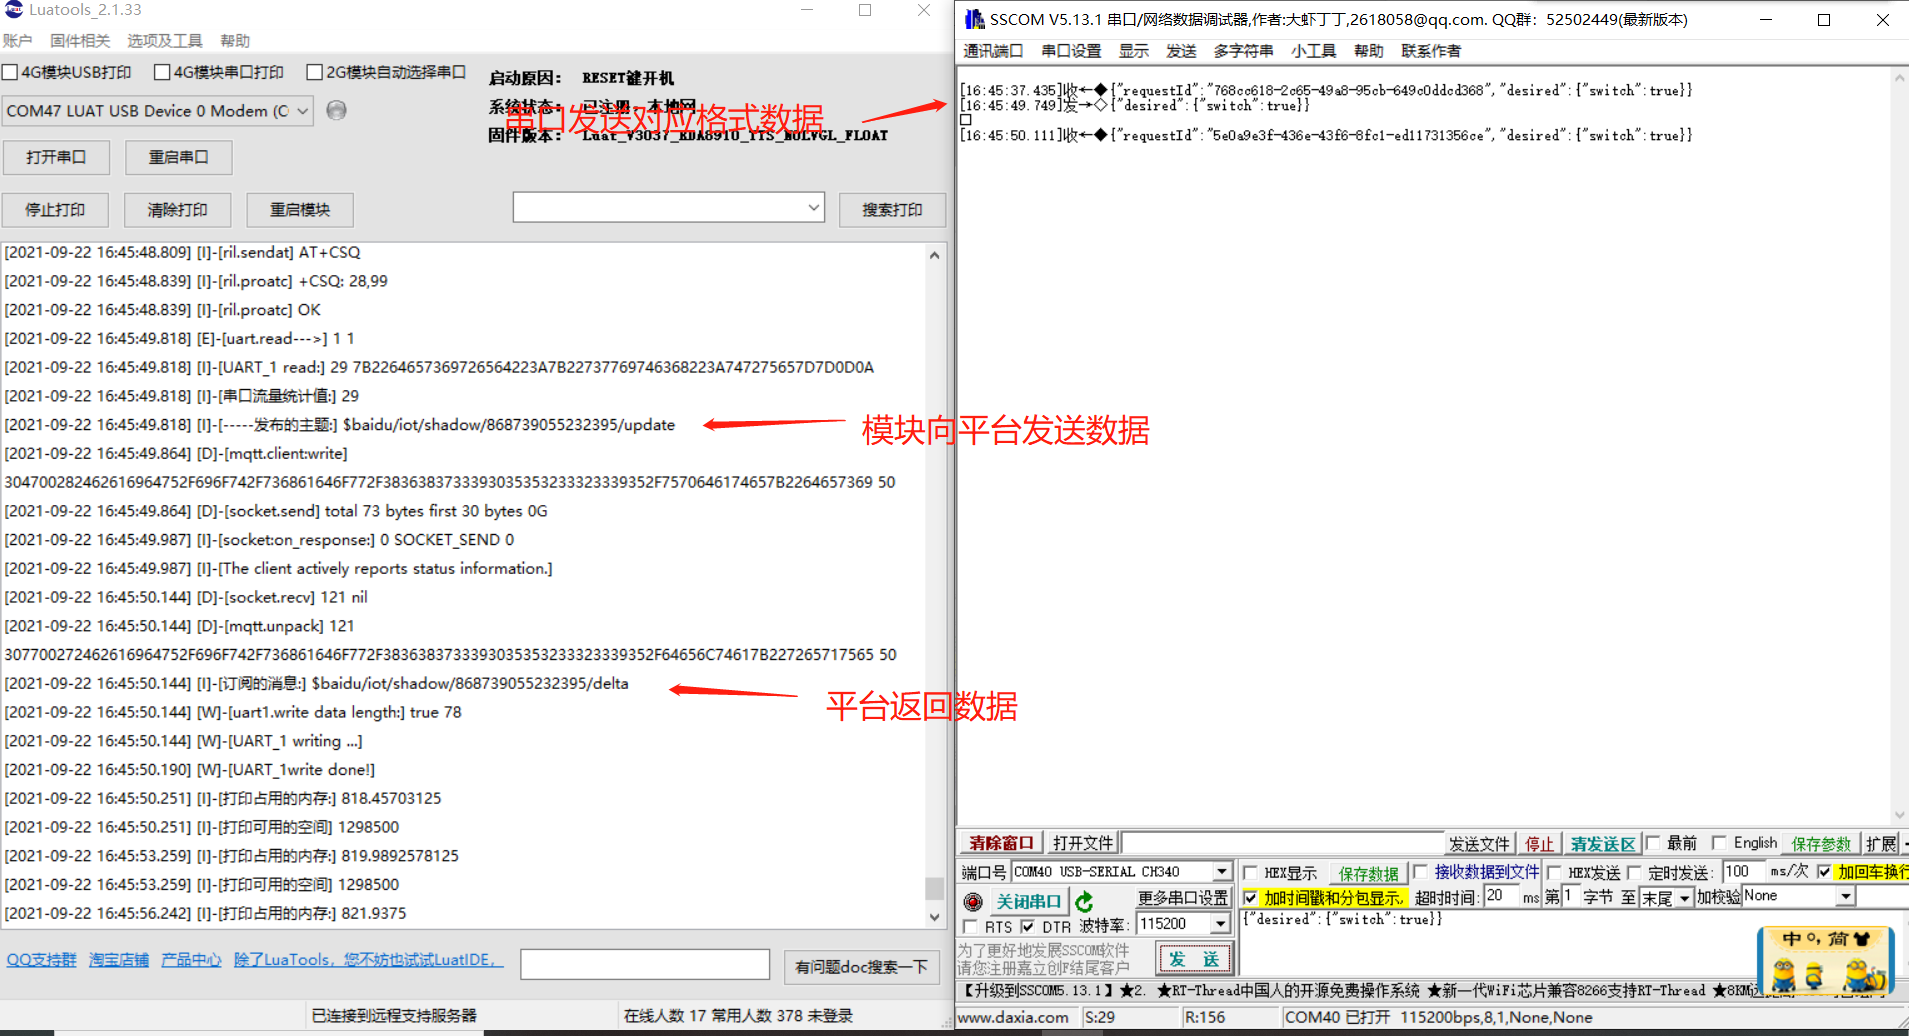 Luatools_2.1.33
账户 固件相关 选项及工具 帮助
4G模块USB打印 4G模块串口打印 2G模块自动选择串口
启动原因: RESET键开机
系统状态: 已注册, 本地网
固件版本: Luat_V3037_RDA8910_TTS_NOLVGL_FLOAT
串口发送对应格式数据
COM47 LUAT USB Device 0 Modem (C
打开串口 重启串口
停止打印 清除打印 重启模块 搜索打印
[2021-09-22 16:45:48.809] [I]-[ril.sendat] AT+CSQ
[2021-09-22 16:45:48.839] [I]-[ril.proatc] +CSQ: 28,99
[2021-09-22 16:45:48.839] [I]-[ril.proatc] OK
[2021-09-22 16:45:49.818] [E]-[uart.read--->] 1 1
[2021-09-22 16:45:49.818] [I]-[UART_1 read:] 29 7B2264657369726564223A7B22737769746368223A747275657D7D0D0A
[2021-09-22 16:45:49.818] [I]-[串口流量统计值:] 29
[2021-09-22 16:45:49.818] [I]-[-----发布的主题:] $baidu/iot/shadow/868739055232395/update
模块向平台发送数据
[2021-09-22 16:45:49.864] [D]-[mqtt.client:write]
304700282462616964752F696F742F736861646F772F3836383733393035353233323339352F7570646174657B2264657369 50
[2021-09-22 16:45:49.864] [D]-[socket.send] total 73 bytes first 30 bytes 0G
[2021-09-22 16:45:49.987] [I]-[socket:on_response:] 0 SOCKET_SEND 0
[2021-09-22 16:45:49.987] [I]-[The client actively reports status information.]
[2021-09-22 16:45:50.144] [D]-[socket.recv] 121 nil
[2021-09-22 16:45:50.144] [D]-[mqtt.unpack] 121
307700272462616964752F696F742F736861646F772F3836383733393035353233323339352F64656C74617B227265717565 50
[2021-09-22 16:45:50.144] [I]-[订阅的消息:] $baidu/iot/shadow/868739055232395/delta
平台返回数据
[2021-09-22 16:45:50.144] [W]-[uart1.write data length:] true 78
[2021-09-22 16:45:50.144] [W]-[UART_1 writing ...]
[2021-09-22 16:45:50.190] [W]-[UART_1write done!]
[2021-09-22 16:45:50.251] [I]-[打印占用的内存:] 818.45703125
[2021-09-22 16:45:50.251] [I]-[打印可用的空间] 1298500
[2021-09-22 16:45:53.259] [I]-[打印占用的内存:] 819.9892578125
[2021-09-22 16:45:53.259] [I]-[打印可用的空间] 1298500
[2021-09-22 16:45:56.242] [I]-[打印占用的内存:] 821.9375
QQ支持群 淘宝店铺 产品中心 除了LuaTools，您不妨也试试LuatIDE，
有问题doc搜索一下
已连接到远程支持服务器 在线人数 17 常用人数 378 未登录
SSCOM V5.13.1 串口/网络数据调试器,作者:大虾丁丁,2618058@qq.com. QQ群: 52502449(最新版本)
通讯端口 串口设置 显示 发送 多字符串 小工具 帮助 联系作者
[16:45:37.435]收←◆{"requestId":"768cc618-2c65-49a8-95cb-649c0ddcd368","desired":{"switch":true}}
[16:45:49.749]发→◇{"desired":{"switch":true}}
□
[16:45:50.111]收←◆{"requestId":"5e0a9e3f-436e-43f6-8fc1-ed11731356ce","desired":{"switch":true}}
清除窗口 打开文件 发送文件 停止 清发送区 最前 English 保存参数 扩展
端口号 COM40 USB-SERIAL CH340 HEX显示 保存数据 接收数据到文件 HEX发送 定时发送: 100 ms/次 加回车换行
关闭串口 更多串口设置 加时间戳和分包显示, 超时时间: 20 ms 第1 字节 至 末尾 加校验 None
RTS DTR 波特率: 115200
{"desired":{"switch":true}}
为了更好地发展SSCOM软件
请您注册嘉立创F结尾客户
发 送
中 简
【升级到SSCOM5.13.1】★2. ★RT-Thread中国人的开源免费操作系统 ★新一代WiFi芯片兼容8266支持RT-Thread ★8KM
www.daxia.com S:29 R:156 COM40 已打开 115200bps,8,1,None,None